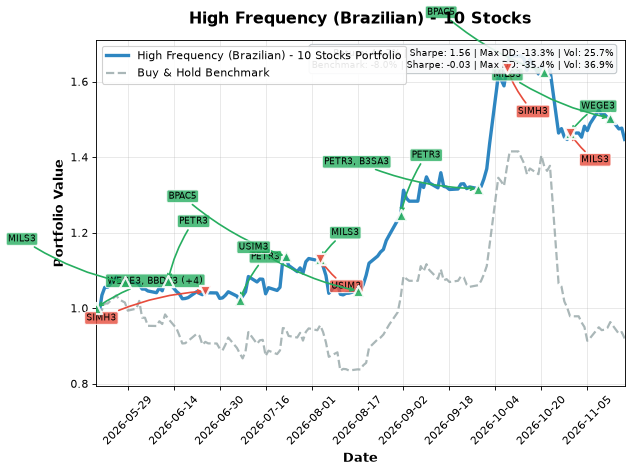 High Frequency (Brazilian) - 10 Stocks
BPAC5
High Frequency (Brazilian) - 10 Stocks Portfolio
Buy & Hold Benchmark
Sharpe: 1.56 | Max DD: -13.3% | Vol: 25.7%
Benchmark: -8.0% | Sharpe: -0.03 | Max DD: -35.4% | Vol: 36.9%
MILS3
SIMH3
WEGE3
MILS3
PETR3, B3SA3
PETR3
BPAC5
PETR3
MILS3
MILS3
USIM3
PETR3
WEGE3, BBDC3 (+4)
USIM3
SIMH3
Portfolio Value
1.6
1.4
1.2
1.0
0.8
2026-05-29
2026-06-14
2026-06-30
2026-07-16
2026-08-01
2026-08-17
2026-09-02
2026-09-18
2026-10-04
2026-10-20
2026-11-05
Date